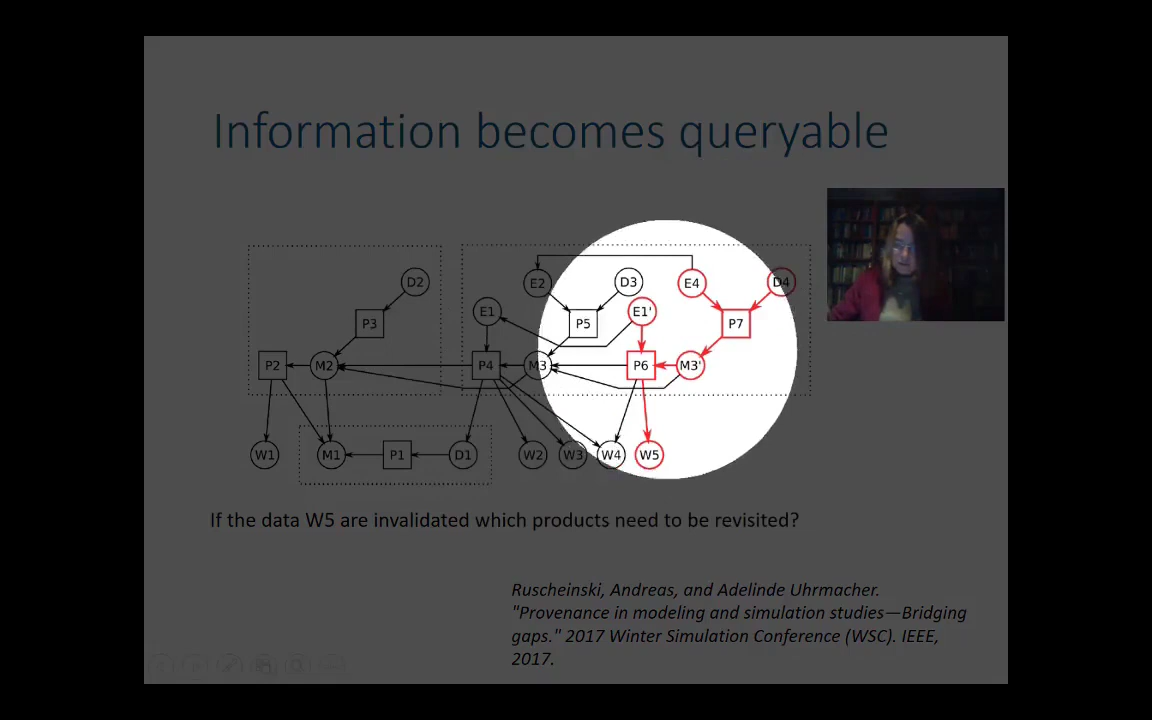 Information becomes queryable
D2
E2
D3
E4
D4
E1
E1'
P3
P5
P7
P2
M2
P4
M3
P6
M3'
W1
M1
P1
D1
W2
W3
W4
W5
If the data W5 are invalidated which products need to be revisited?
Ruscheinski, Andreas, and Adelinde Uhrmacher.
"Provenance in modeling and simulation studies—Bridging
gaps." 2017 Winter Simulation Conference (WSC). IEEE,
2017.